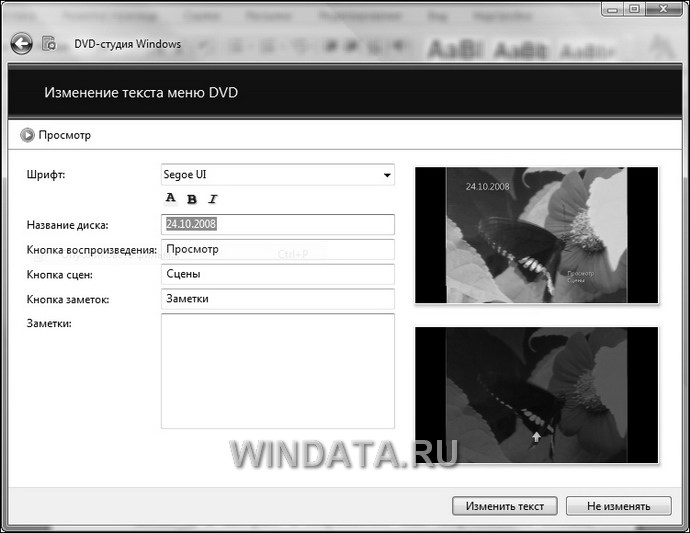 DVD-студия Windows
Изменение текста меню DVD
Просмотр
Шрифт: Segoe UI
A B I
Название диска: 24.10.2008
Кнопка воспроизведения: Просмотр
Кнопка сцен: Сцены
Кнопка заметок: Заметки
Заметки:
24.10.2008
Просмотр
Сцены
WINDATA.RU
Изменить текст Не изменять